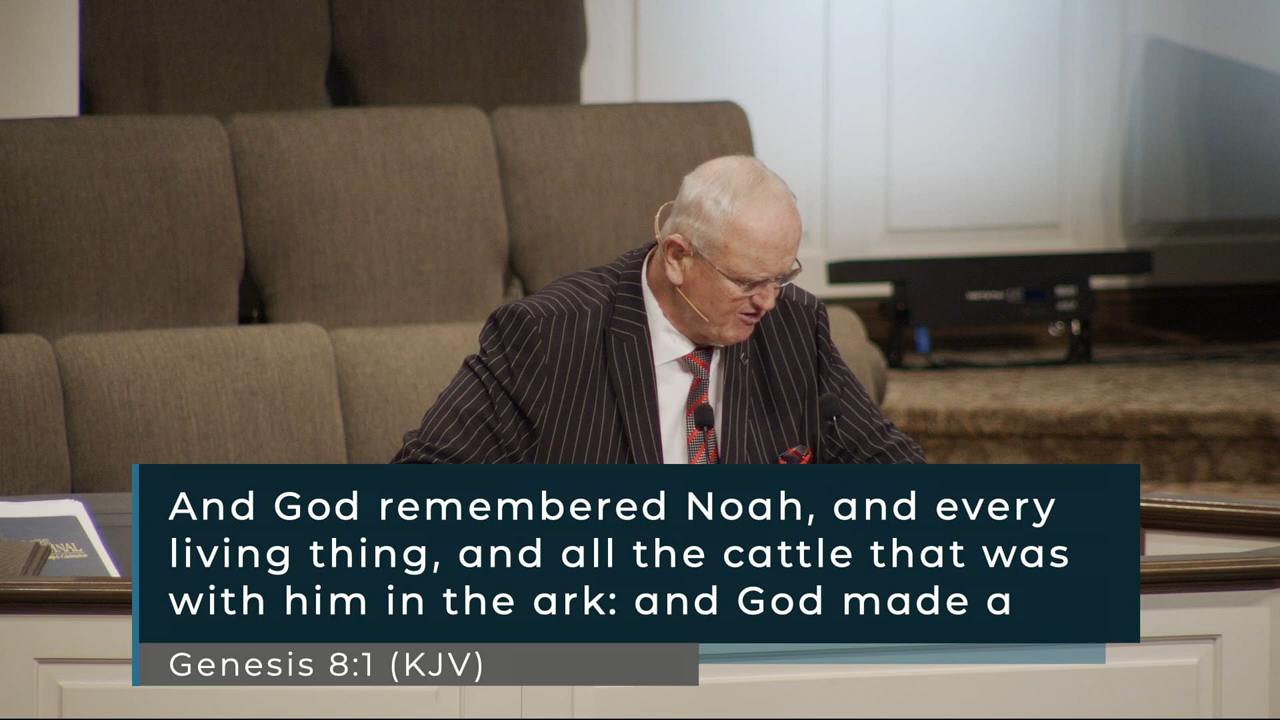 And God remembered Noah, and every
living thing, and all the cattle that was
with him in the ark: and God made a
Genesis 8:1 (KJV)